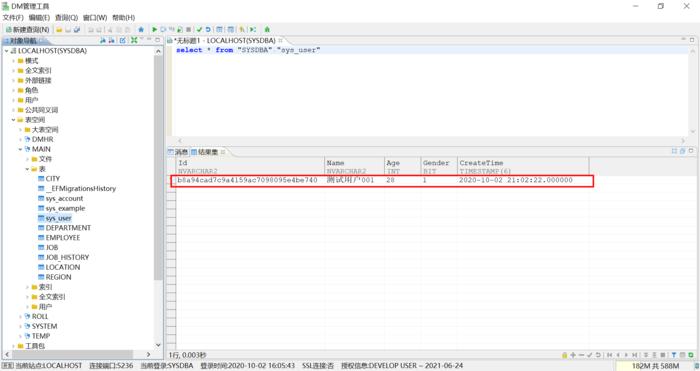 DM管理工具
文件(F) 编辑(E) 查询(Q) 窗口(W) 帮助(H)
新建查询(N)
对象导航
LOCALHOST(SYSDBA)
模式
全文索引
外部链接
角色
用户
公共同义词
表空间
大表空间
DMHR
MAIN
文件
表
CITY
__EFMigrationsHistory
sys_account
sys_example
sys_user
DEPARTMENT
EMPLOYEE
JOB
JOB_HISTORY
LOCATION
REGION
索引
全文索引
用户
ROLL
SYSTEM
TEMP
工具包
*无标题1 - LOCALHOST(SYSDBA)
select * from "SYSDBA" "sys_user"
消息 结果集
Id Name Age Gender CreateTime
NVARCHAR2 NVARCHAR2 INT BIT TIMESTAMP(6)
b8a94cad7c9a4159ac7098095e4be740 测试用户001 28 1 2020-10-02 21:02:22.000000
1行, 0.003秒
当前站点:LOCALHOST 连接端口:5236 当前登录:SYSDBA 登录时间:2020-10-02 16:05:43 SSL连接:否 授权信息:DEVELOP USER ~ 2021-06-24 182M 共 588M